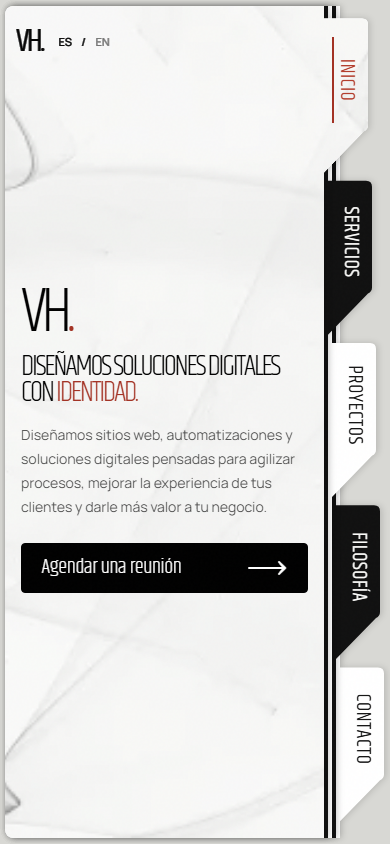 VH. ES / EN
INICIO
SERVICIOS
VH.
DISEÑAMOS SOLUCIONES DIGITALES
CON IDENTIDAD.
Diseñamos sitios web, automatizaciones y
soluciones digitales pensadas para agilizar
procesos, mejorar la experiencia de tus
clientes y darle más valor a tu negocio.
Agendar una reunión
PROYECTOS
FILOSOFÍA
CONTACTO